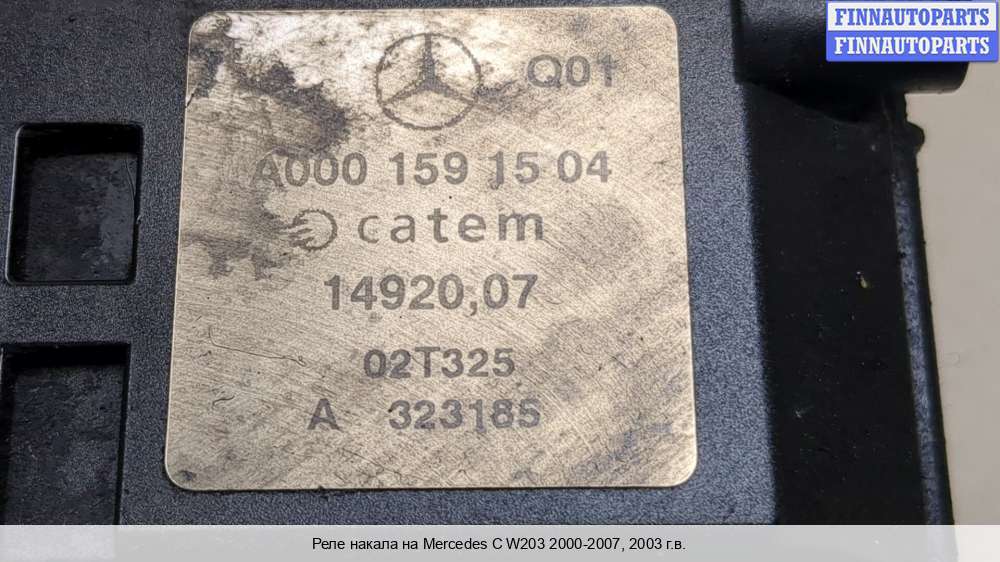 FINNAUTOPARTS
FINNAUTOPARTS
Q01
A000 159 15 04
catem
14920,07
02T325
A 323185
Реле накала на Mercedes C W203 2000-2007, 2003 г.в.